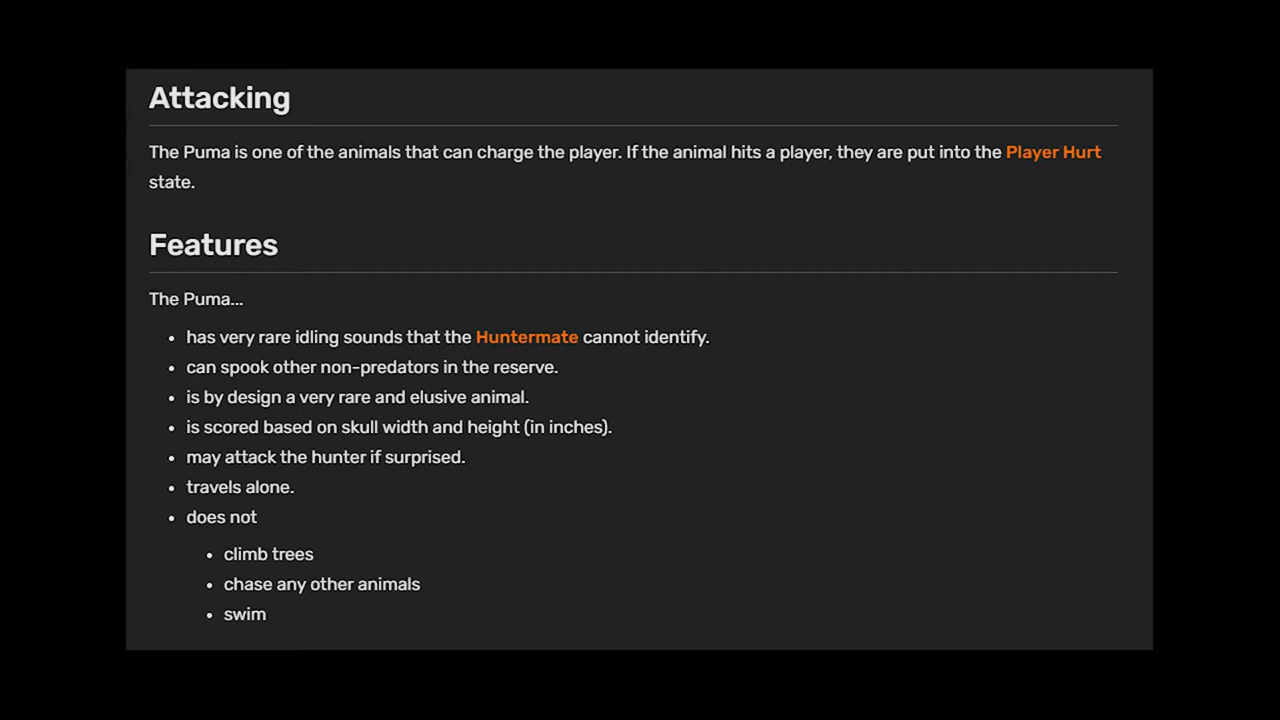 Attacking
The Puma is one of the animals that can charge the player. If the animal hits a player, they are put into the Player Hurt
state.
Features
The Puma...
has very rare idling sounds that the Huntermate cannot identify.
can spook other non-predators in the reserve.
is by design a very rare and elusive animal.
is scored based on skull width and height (in inches).
may attack the hunter if surprised.
travels alone.
does not
climb trees
chase any other animals
swim